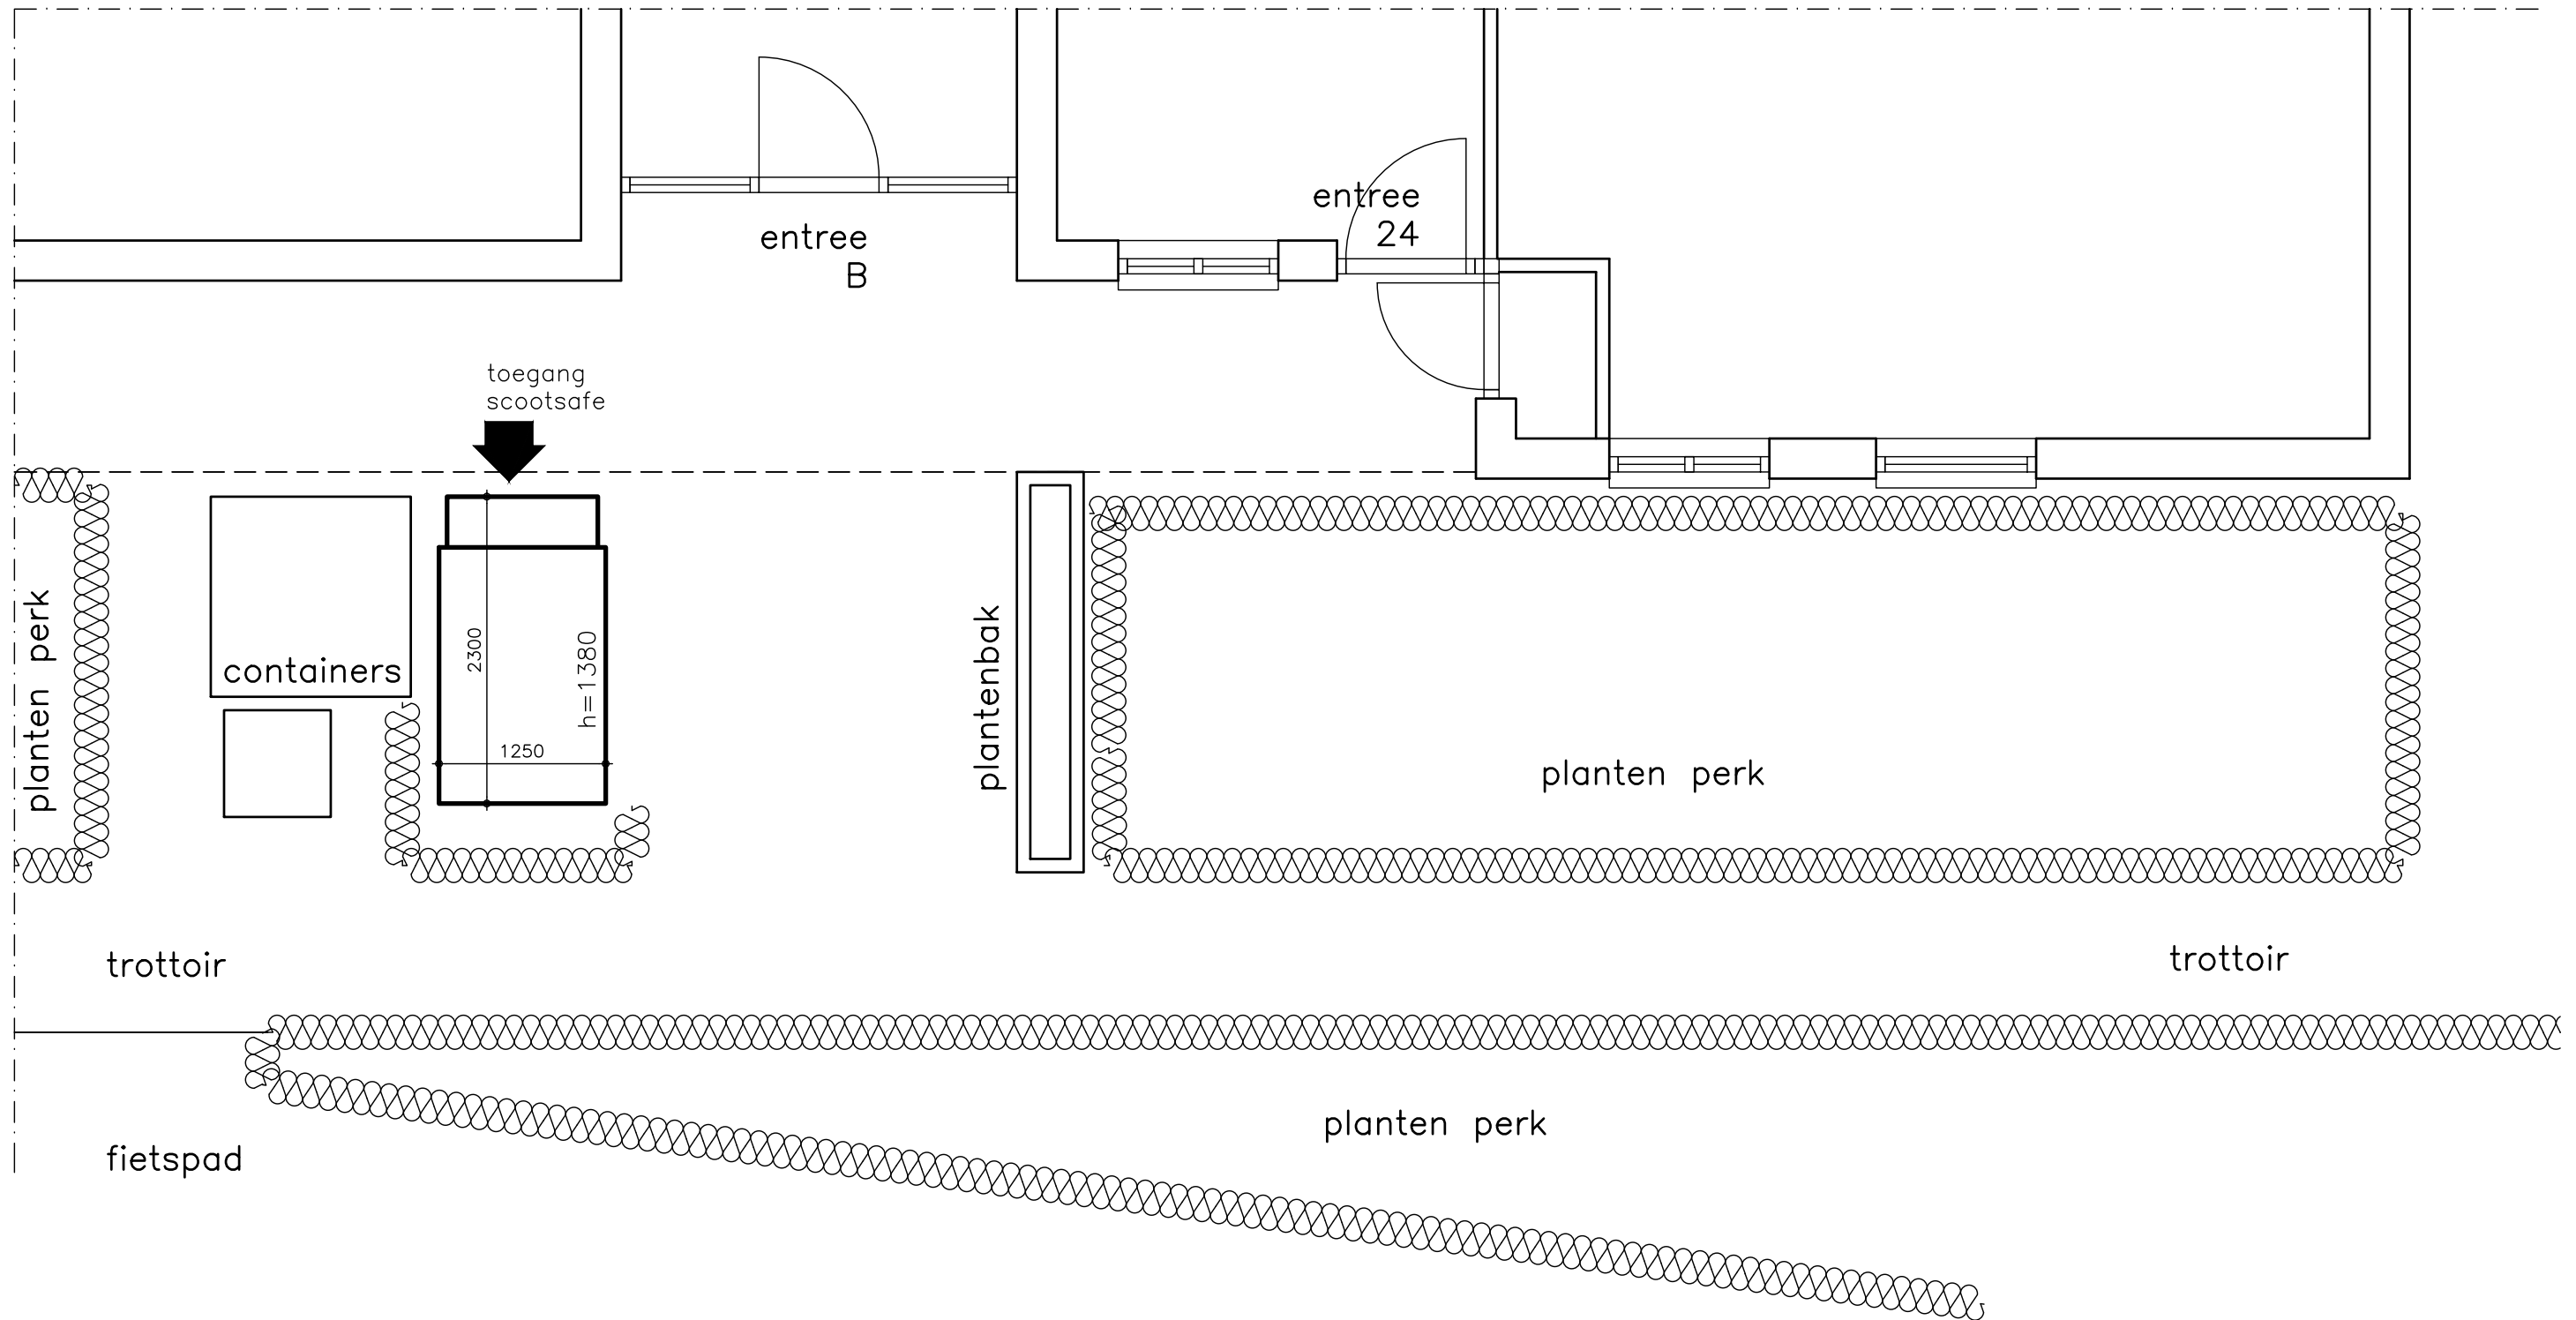 entree
24
entree
B
toegang
scootsafe
planten perk
containers
2300
h=1380
1250
plantenbak
planten perk
trottoir
trottoir
planten perk
fietspad